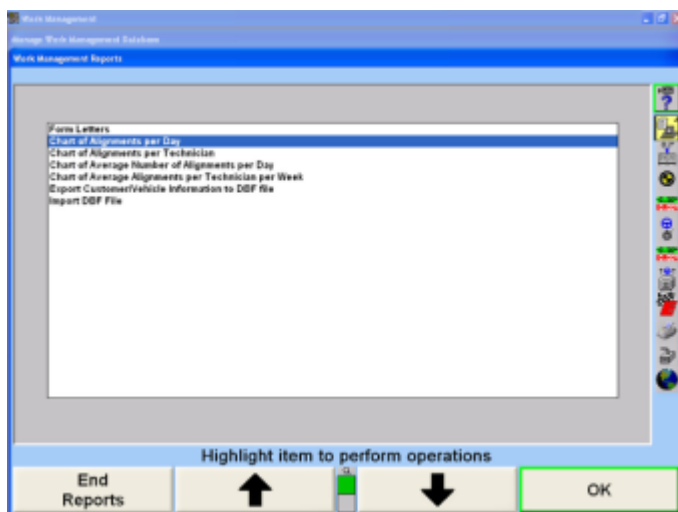 Work Management
Manage Work Management Database
Work Management Reports
Form Letters
Chart of Alignments per Day
Chart of Alignments per Technician
Chart of Average Number of Alignments per Day
Chart of Average Alignments per Technician per Week
Export Customer/Vehicle Information to DBF file
Import DBF File
Highlight item to perform operations
End
Reports
OK